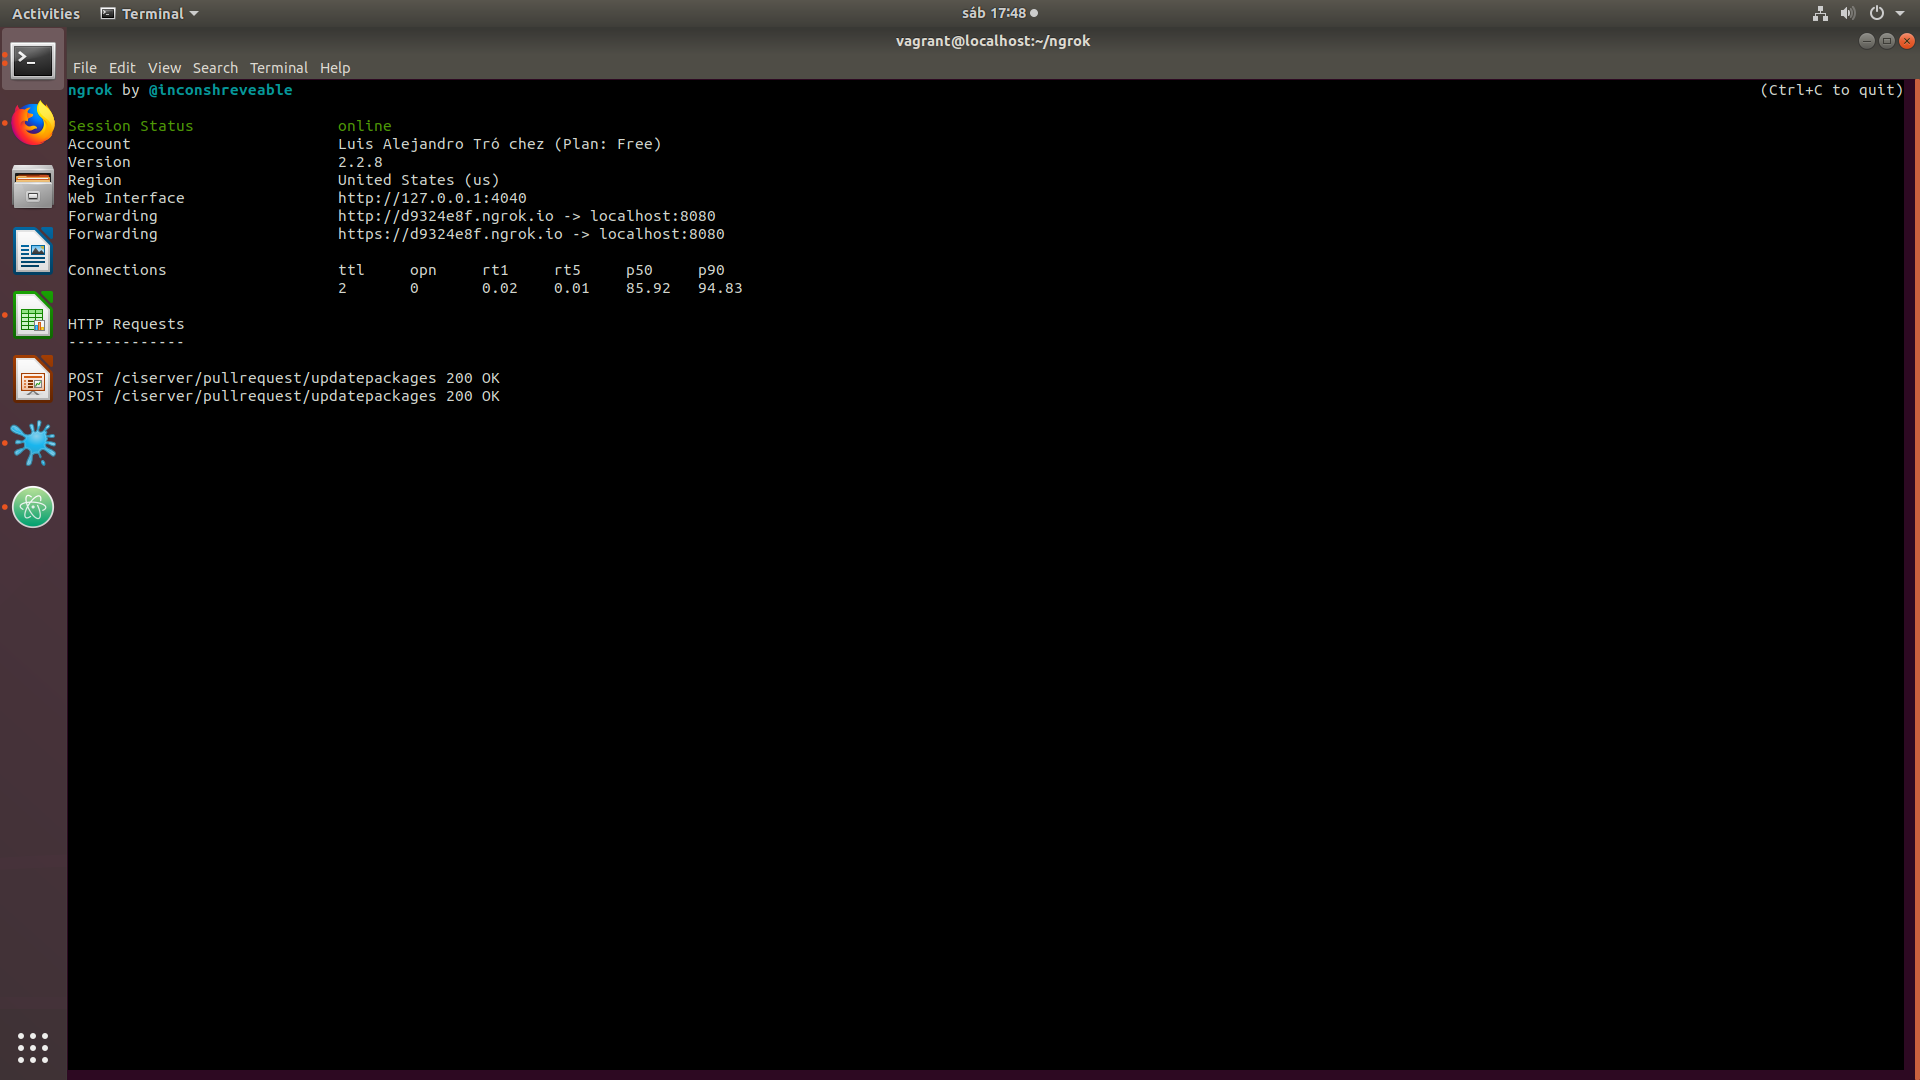 Activities Terminal sáb 17:48
vagrant@localhost:~/ngrok
File Edit View Search Terminal Help
ngrok by @inconshreveable (Ctrl+C to quit)
Session Status online
Account Luis Alejandro Tró chez (Plan: Free)
Version 2.2.8
Region United States (us)
Web Interface http://127.0.0.1:4040
Forwarding http://d9324e8f.ngrok.io -> localhost:8080
Forwarding https://d9324e8f.ngrok.io -> localhost:8080
Connections ttl opn rt1 rt5 p50 p90
2 0 0.02 0.01 85.92 94.83
HTTP Requests
-------------
POST /ciserver/pullrequest/updatepackages 200 OK
POST /ciserver/pullrequest/updatepackages 200 OK